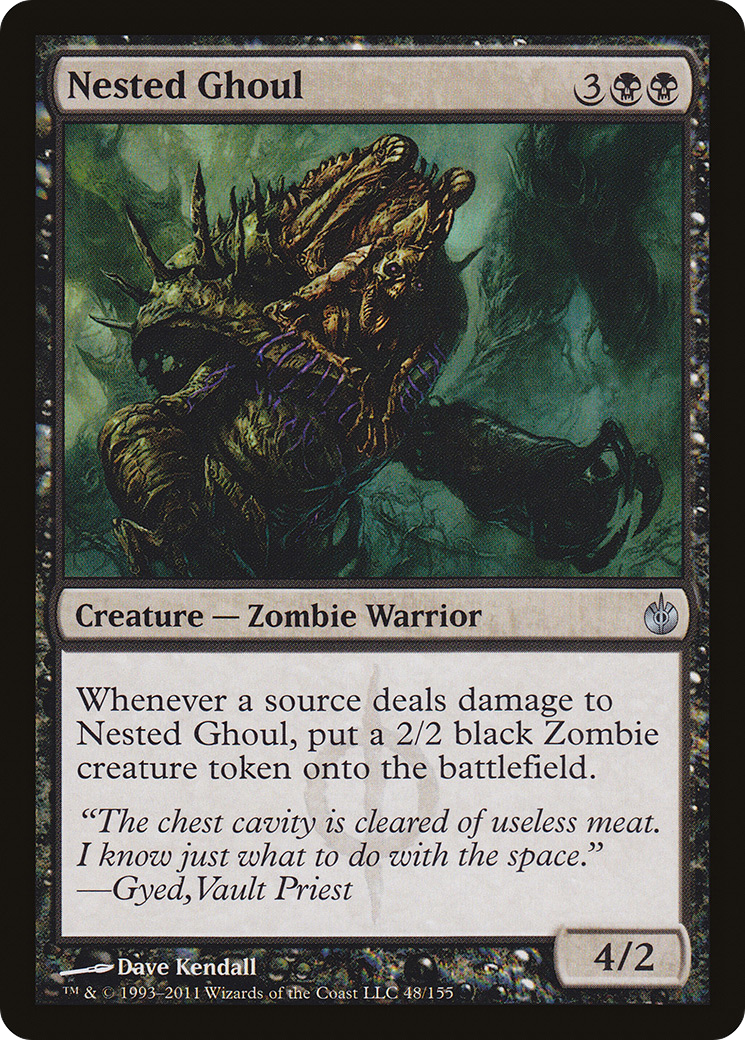 Nested Ghoul 3
Creature — Zombie Warrior
Whenever a source deals damage to
Nested Ghoul, put a 2/2 black Zombie
creature token onto the battlefield.
“The chest cavity is cleared of useless meat.
I know just what to do with the space.”
—Gyed, Vault Priest
4/2
Dave Kendall
™ & © 1993–2011 Wizards of the Coast LLC 48/155